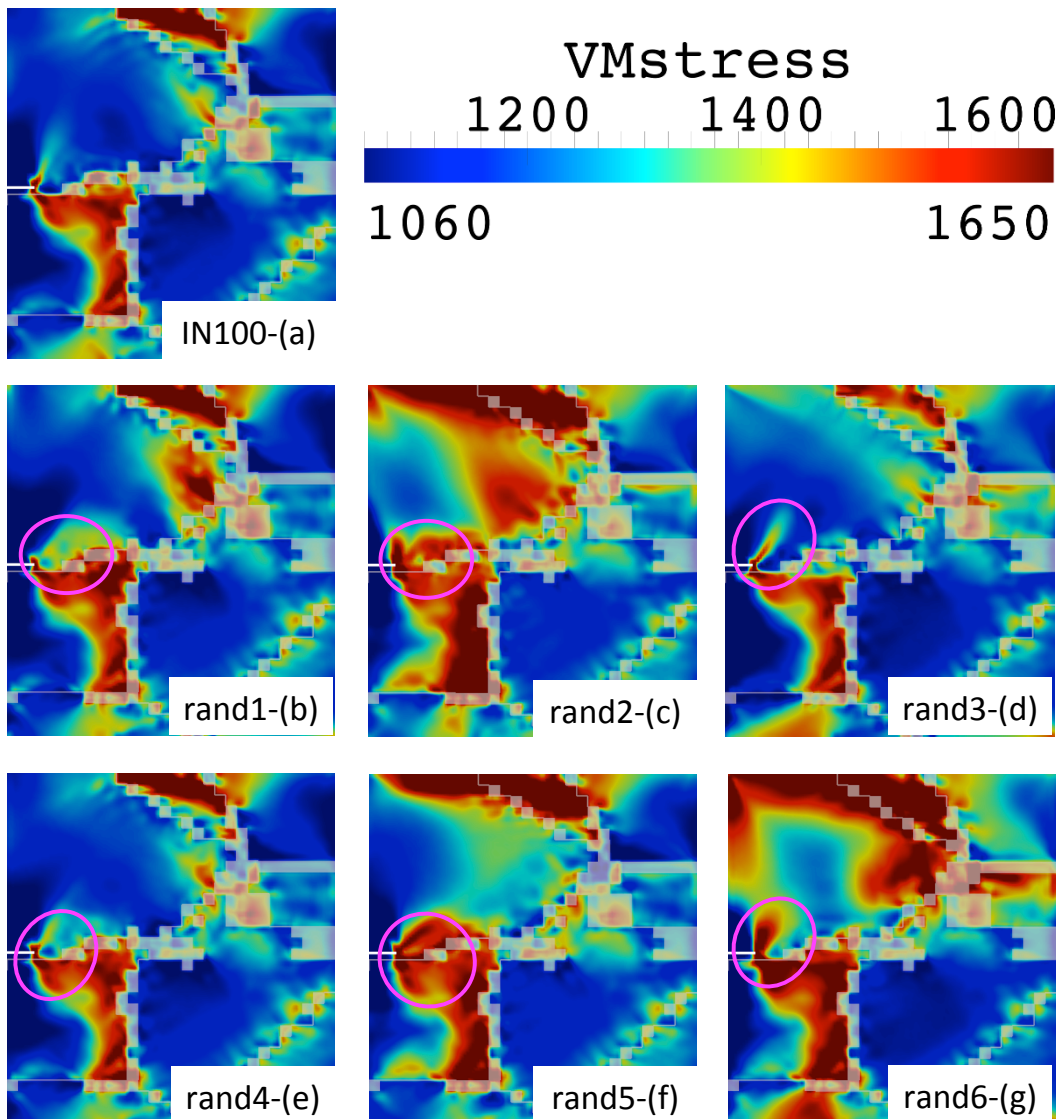 VMstress
1200 1400 1600
1060 1650
IN100-(a)
rand1-(b)
rand2-(c)
rand3-(d)
rand4-(e)
rand5-(f)
rand6-(g)